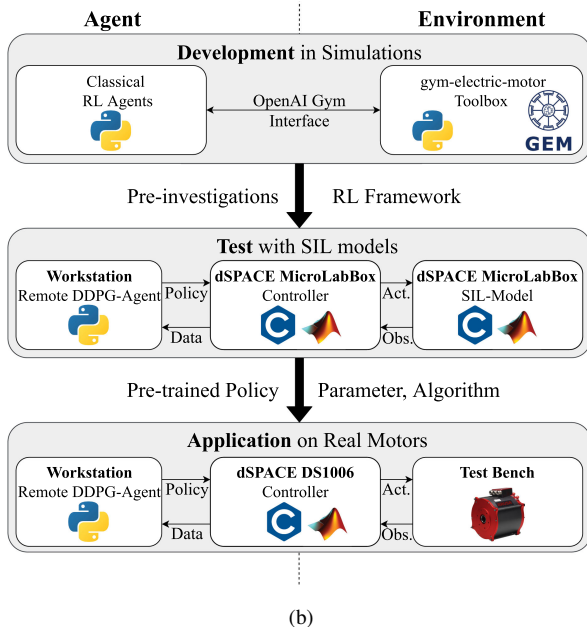 Agent
Environment
Development in Simulations
Classical
RL Agents
OpenAI Gym
Interface
gym-electric-motor
Toolbox
GEM
Pre-investigations
RL Framework
Test with SIL models
Workstation
Remote DDPG-Agent
Policy
Data
dSPACE MicroLabBox
Controller
C
Act.
Obs.
dSPACE MicroLabBox
SIL-Model
C
Pre-trained Policy
Parameter, Algorithm
Application on Real Motors
Workstation
Remote DDPG-Agent
Policy
Data
dSPACE DS1006
Controller
C
Act.
Obs.
Test Bench
(b)